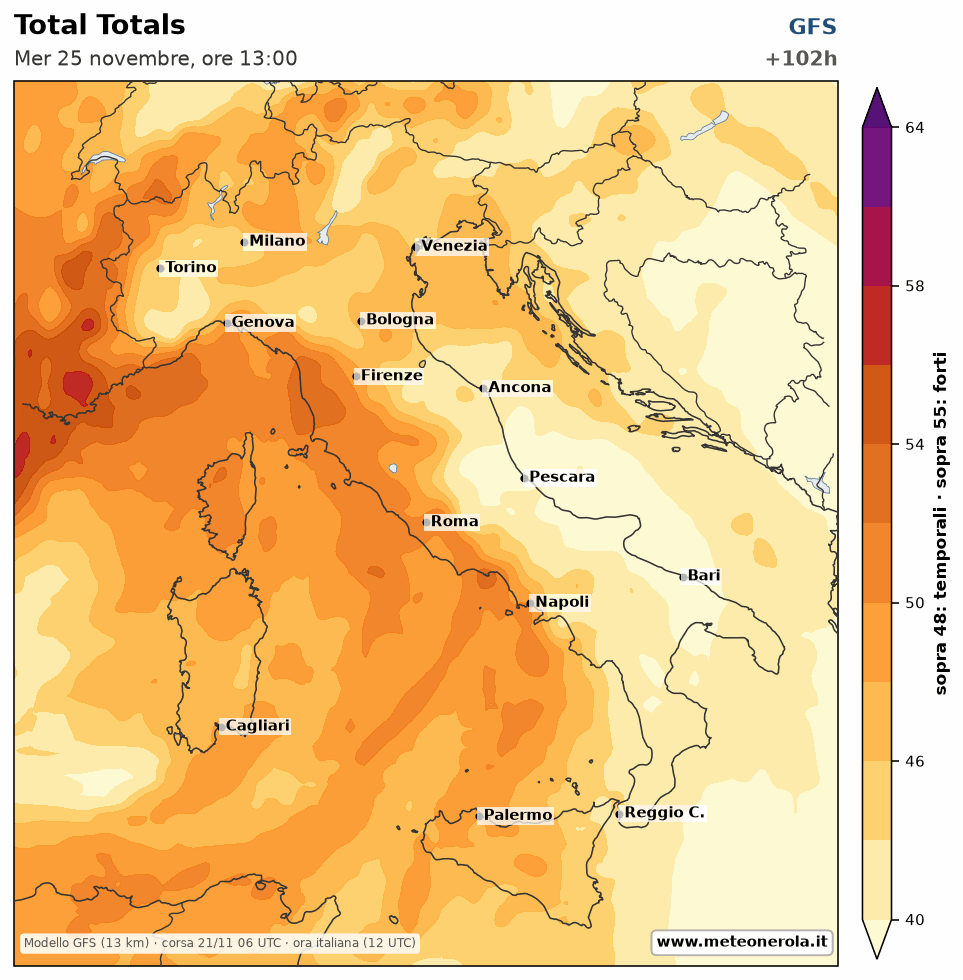 Total Totals
GFS
Mer 25 novembre, ore 13:00
+102h
64
Milano
Venezia
Torino
58
Genova
Bologna
Firenze
Ancona
54
Pescara
Roma
Bari
50
Napoli
Cagliari
46
Palermo
Reggio C.
40
sopra 48: temporali · sopra 55: forti
Modello GFS (13 km) · corsa 21/11 06 UTC · ora italiana (12 UTC)
www.meteonerola.it